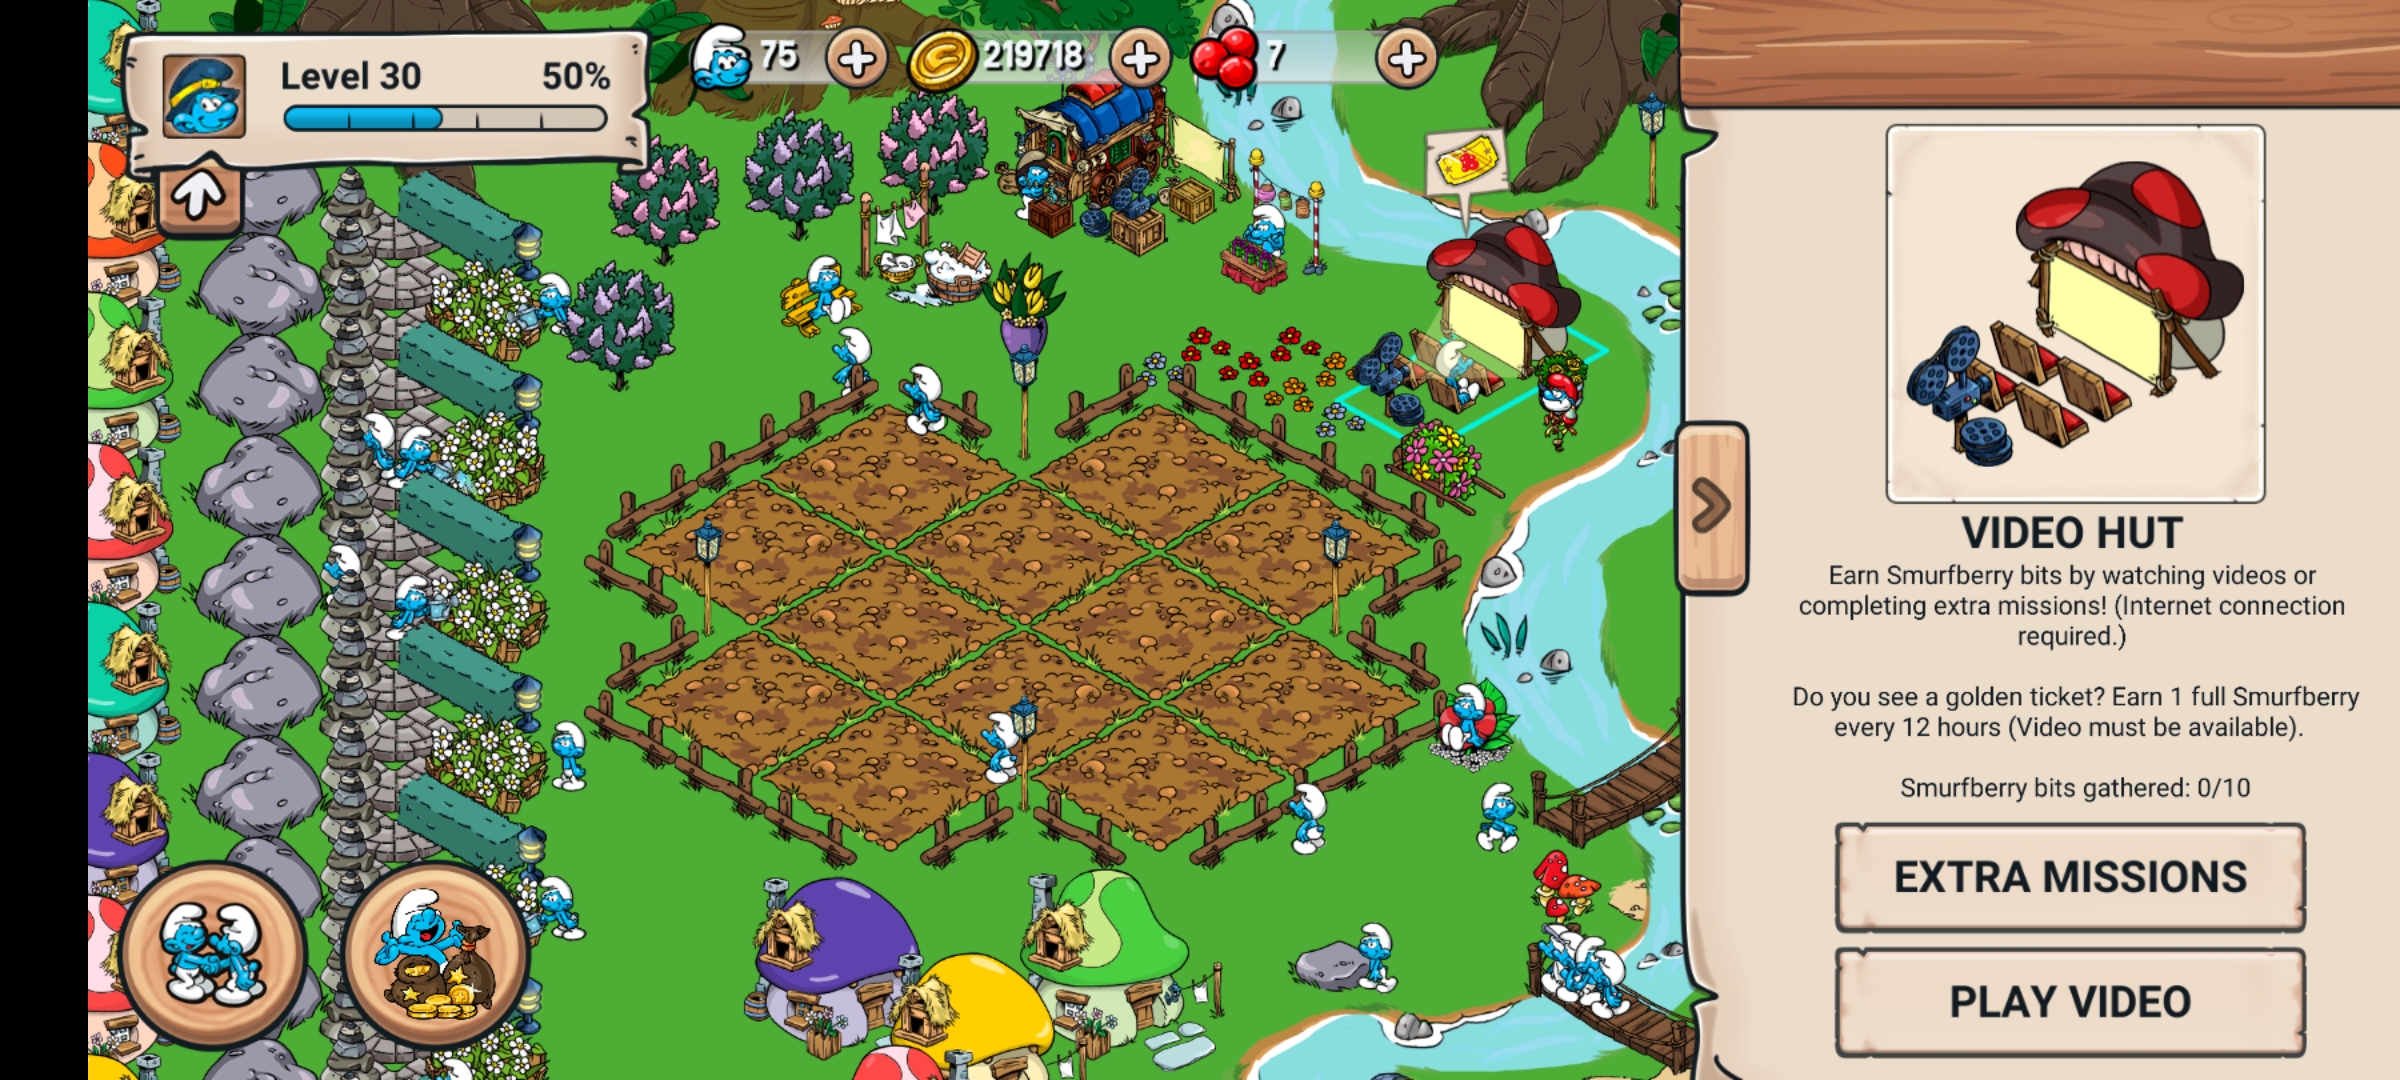 Level 30 50%
75
219718
7
VIDEO HUT
Earn Smurfberry bits by watching videos or
completing extra missions! (Internet connection
required.)
Do you see a golden ticket? Earn 1 full Smurfberry
every 12 hours (Video must be available).
Smurfberry bits gathered: 0/10
EXTRA MISSIONS
PLAY VIDEO